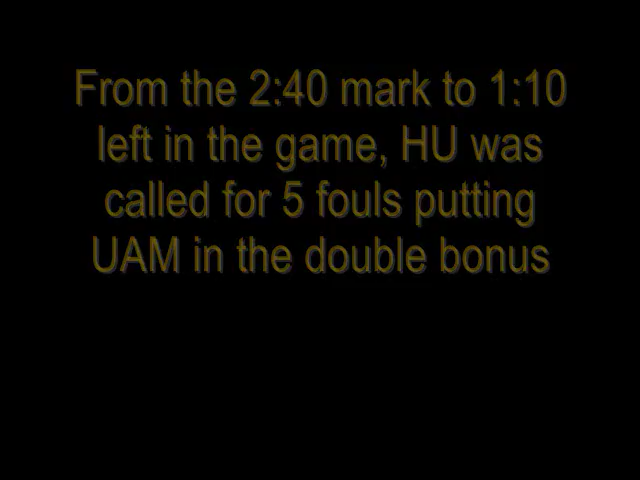 From the 2:40 mark to 1:10
left in the game, HU was
called for 5 fouls putting
UAM in the double bonus